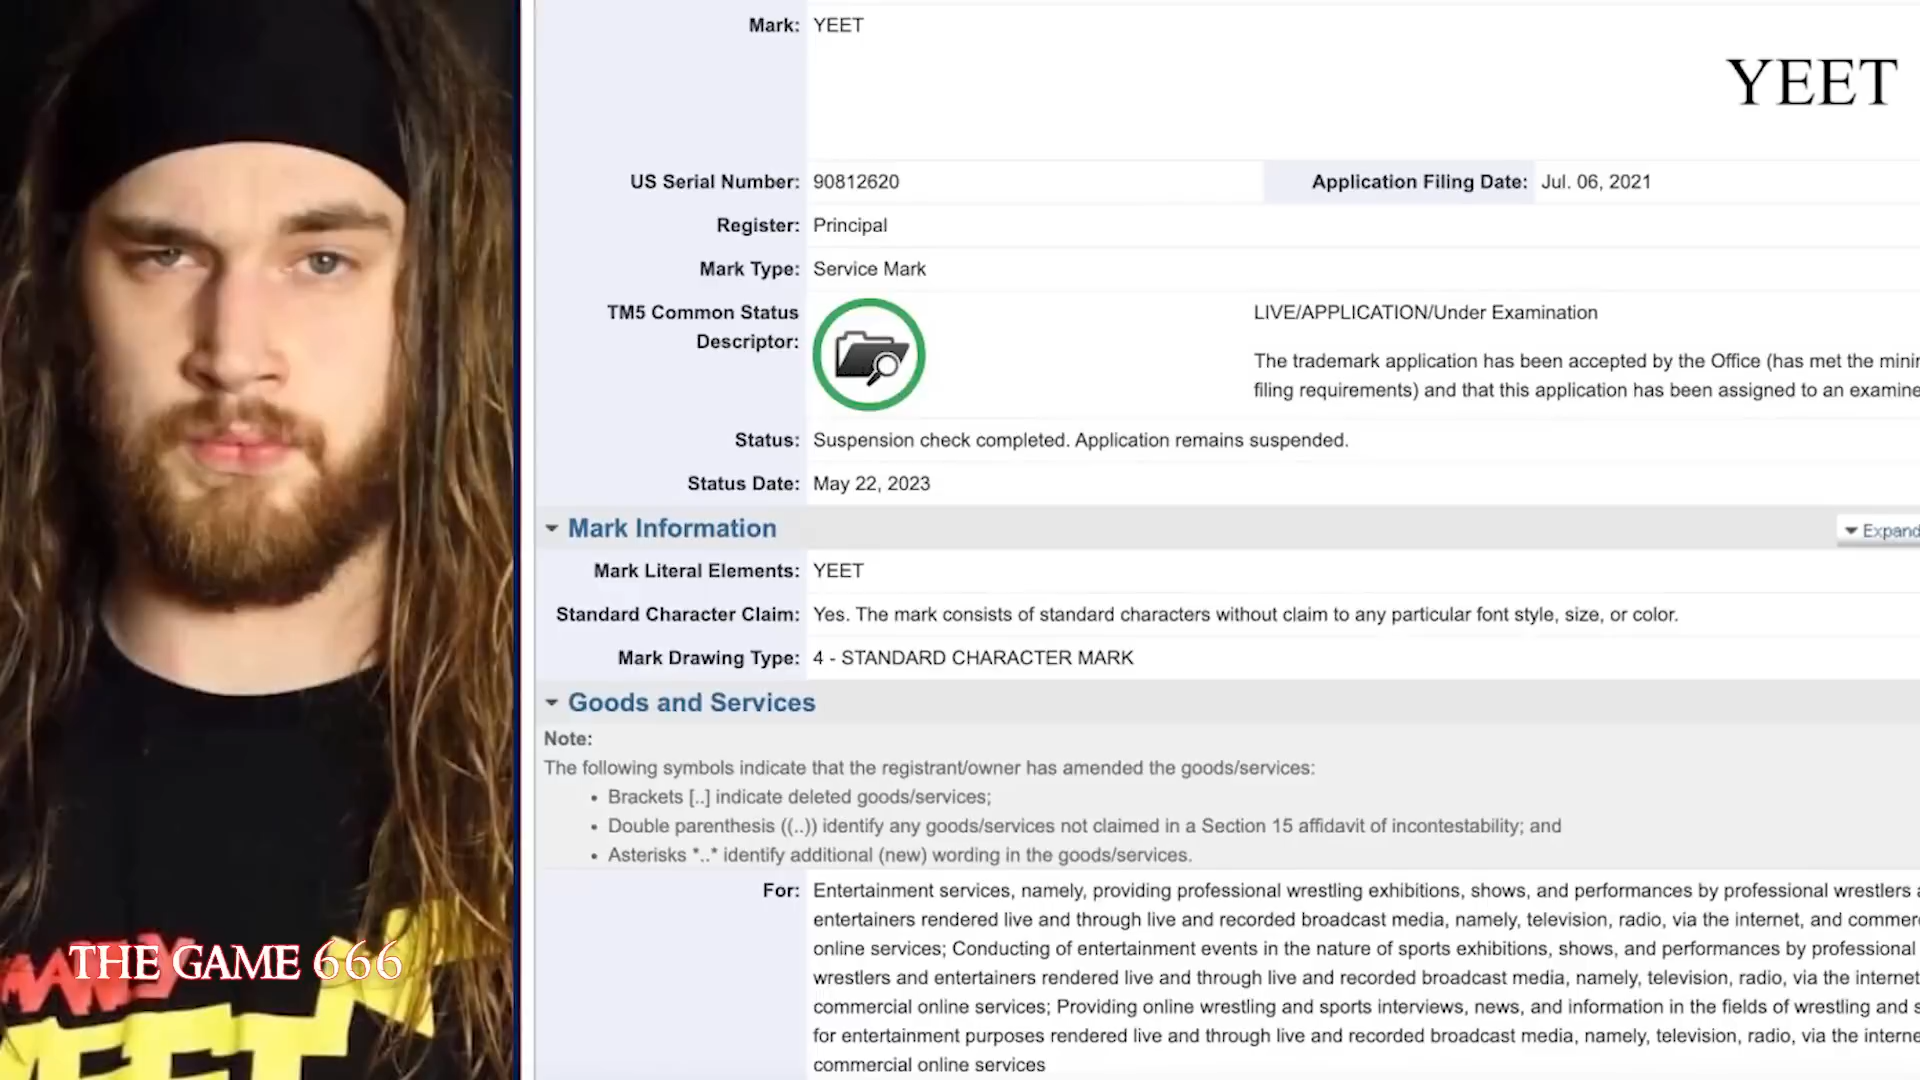 Mark: YEET
YEET
US Serial Number: 90812620
Application Filing Date: Jul. 06, 2021
Register: Principal
Mark Type: Service Mark
TM5 Common Status Descriptor:
LIVE/APPLICATION/Under Examination
The trademark application has been accepted by the Office (has met the
filing requirements) and that this application has been assigned to an
Status: Suspension check completed. Application remains suspended.
Status Date: May 22, 2023
Mark Information
Expand
Mark Literal Elements: YEET
Standard Character Claim: Yes. The mark consists of standard characters without claim to any particular font style, size, or color.
Mark Drawing Type: 4 - STANDARD CHARACTER MARK
Goods and Services
Note:
The following symbols indicate that the registrant/owner has amended the goods/services:
• Brackets [..] indicate deleted goods/services;
• Double parenthesis ((..)) identify any goods/services not claimed in a Section 15 affidavit of incontestability; and
• Asterisks *..* identify additional (new) wording in the goods/services.
For: Entertainment services, namely, providing professional wrestling exhibitions, shows, and performances by professional wrestlers
entertainers rendered live and through live and recorded broadcast media, namely, television, radio, via the internet, and
online services; Conducting of entertainment events in the nature of sports exhibitions, shows, and performances by professional
wrestlers and entertainers rendered live and through live and recorded broadcast media, namely, television, radio, via the internet
commercial online services; Providing online wrestling and sports interviews, news, and information in the fields of wrestling and
for entertainment purposes rendered live and through live and recorded broadcast media, namely, television, radio, via the
commercial online services
THE GAME 666